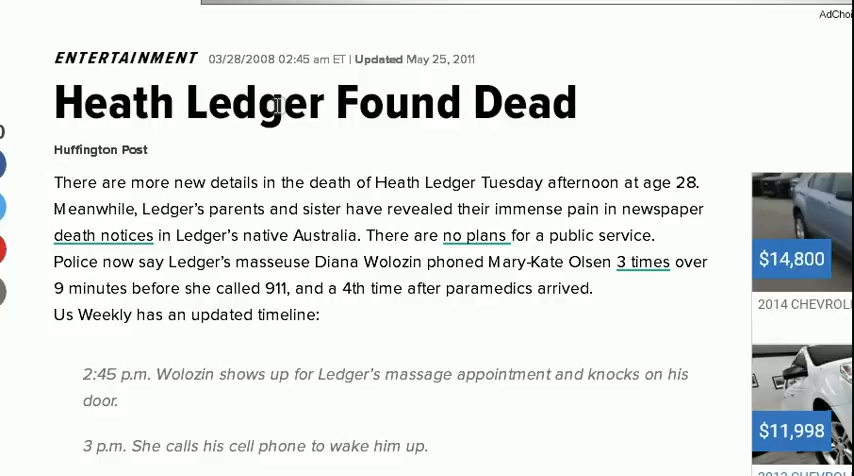 AdChoi
ENTERTAINMENT 03/28/2008 02:45 am ET | Updated May 25, 2011
Heath Ledger Found Dead
Huffington Post
There are more new details in the death of Heath Ledger Tuesday afternoon at age 28.
Meanwhile, Ledger's parents and sister have revealed their immense pain in newspaper
death notices in Ledger's native Australia. There are no plans for a public service.
Police now say Ledger's masseuse Diana Wolozin phoned Mary-Kate Olsen 3 times over
9 minutes before she called 911, and a 4th time after paramedics arrived.
Us Weekly has an updated timeline:
2:45 p.m. Wolozin shows up for Ledger's massage appointment and knocks on his
door.
3 p.m. She calls his cell phone to wake him up.
$14,800
2014 CHEVROL
$11,998